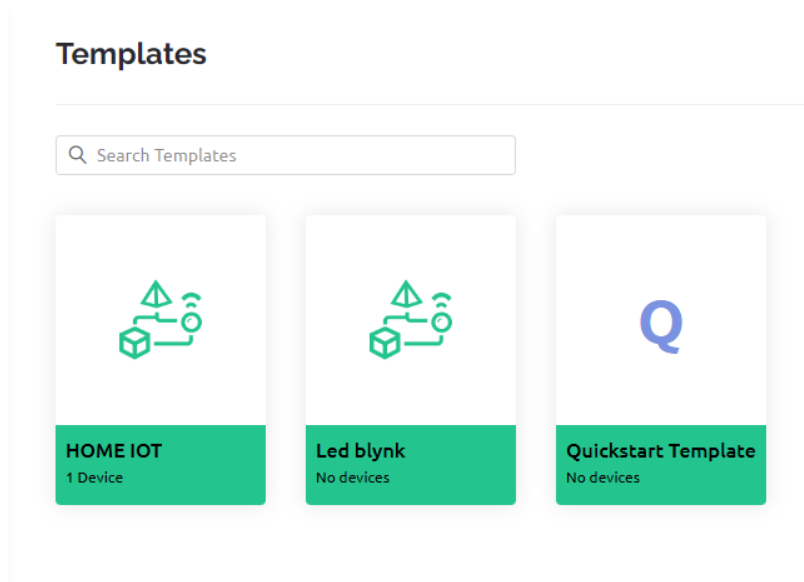 Templates
Search Templates
Q
HOME IOT
1 Device
Led blynk
No devices
Quickstart Template
No devices